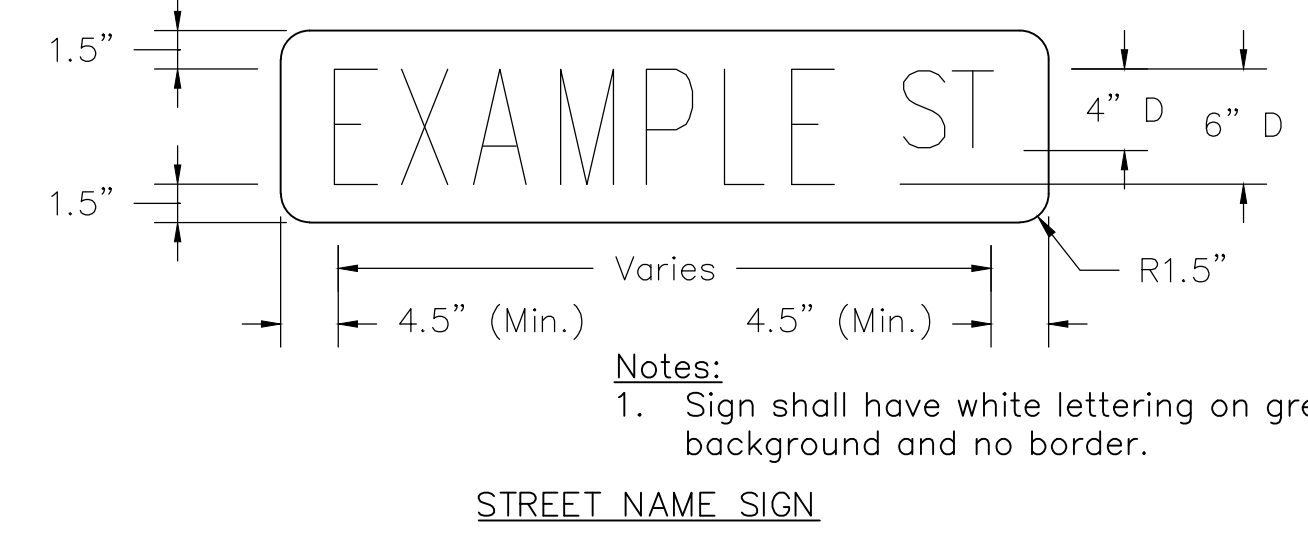 1.5”
EXAMPLE ST
4” D
6” D
1.5”
Varies
R1.5”
4.5” (Min.)
4.5” (Min.)
Notes:
1. Sign shall have white lettering on
background and no border.
STREET NAME SIGN